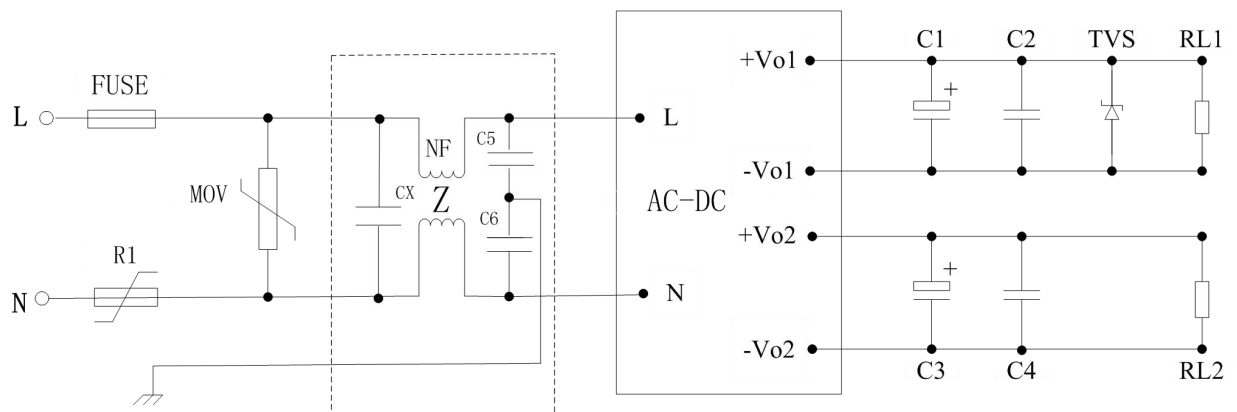 FUSE
L
MOV
R1
N
CX
NF
Z
C5
C6
L
N
AC-DC
+Vo1
-Vo1
+Vo2
-Vo2
C1 C2 TVS RL1
+
+
C3 C4 RL2